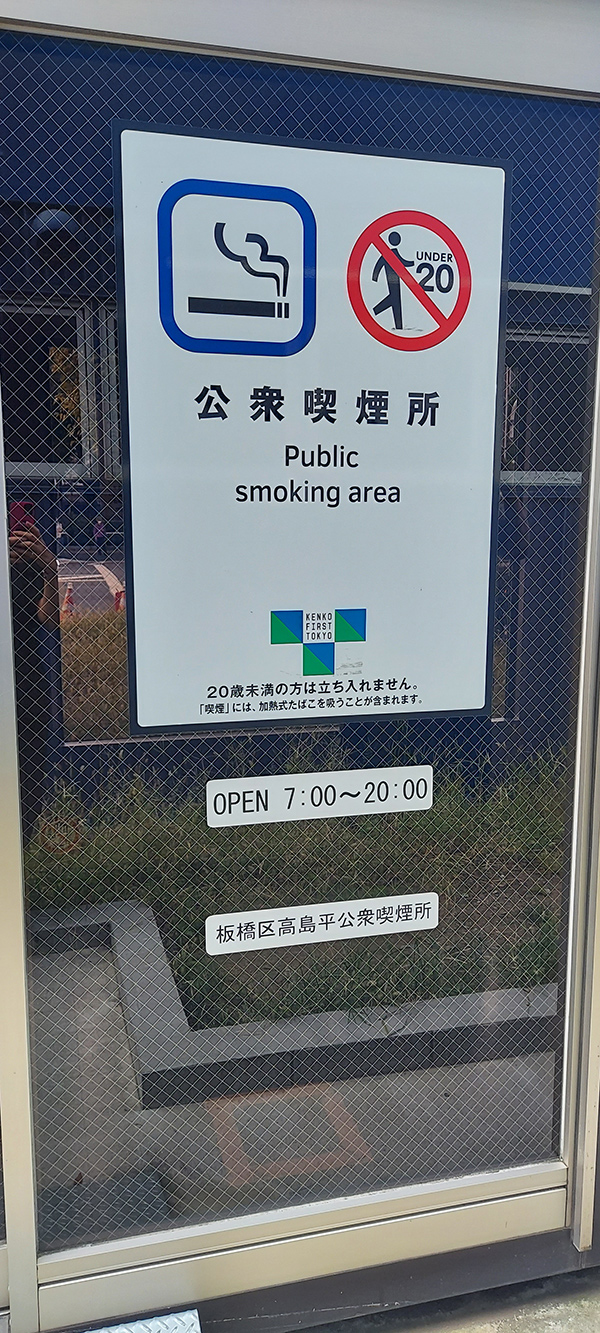 UNDER
20
公衆喫煙所
Public
smoking area
KENKO
FIRST
TOKYO
20歳未満の方は立ち入れません。
「喫煙」には、加熱式たばこを吸うことが含まれます。
OPEN 7:00～20:00
板橋区高島平公衆喫煙所